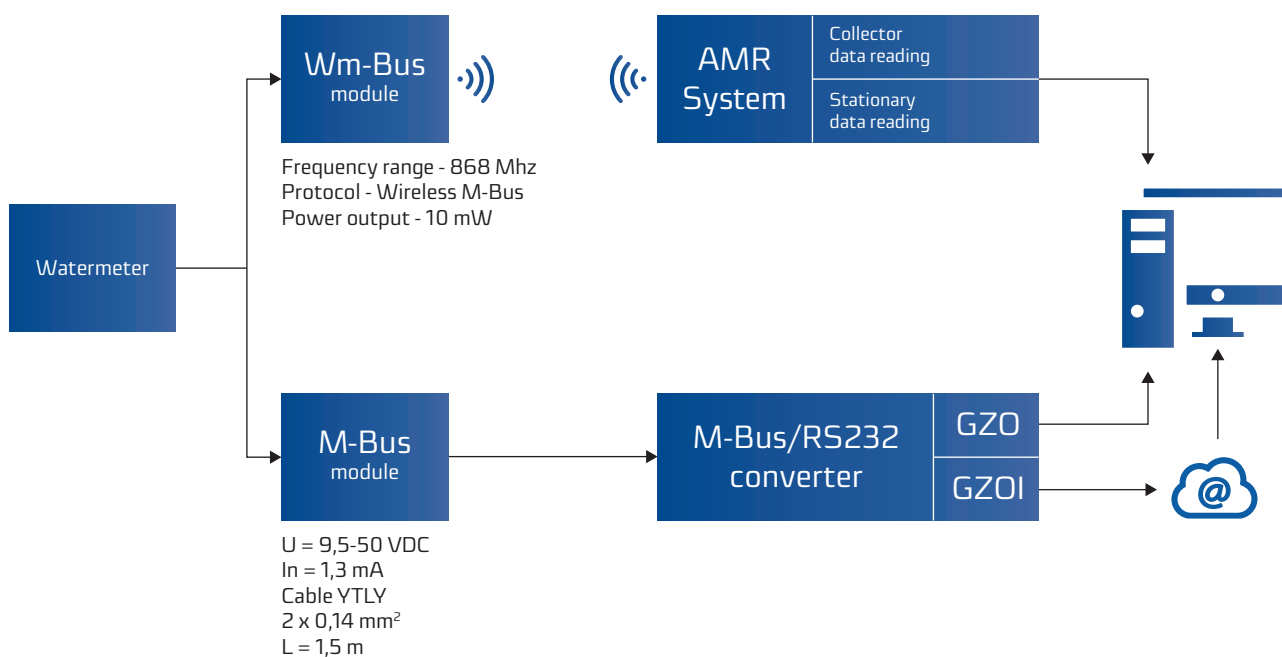 Wm-Bus
module
AMR
System
Collector
data reading
Stationary
data reading
Frequency range - 868 Mhz
Protocol - Wireless M-Bus
Power output - 10 mW
Watermeter
M-Bus
module
M-Bus/RS232
converter
GZO
GZOI
@
U = 9,5-50 VDC
In = 1,3 mA
Cable YTLY
2 x 0,14 mm²
L = 1,5 m